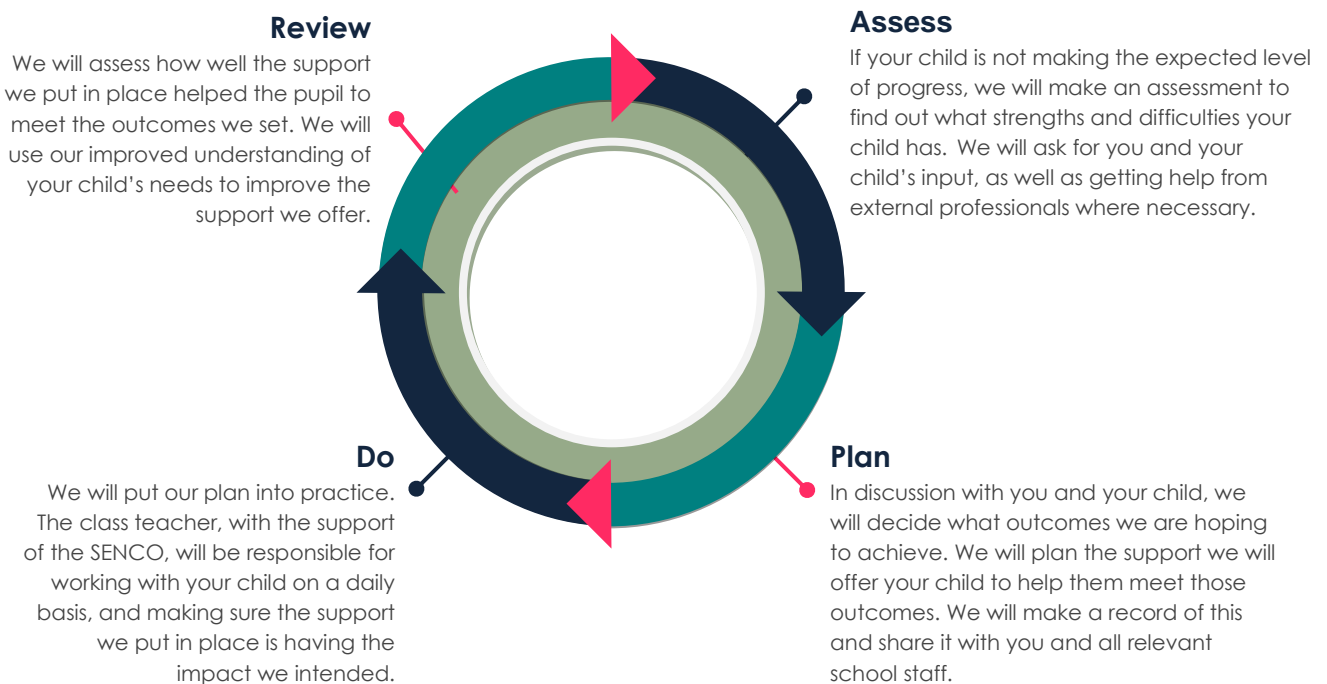 Review
We will assess how well the support
we put in place helped the pupil to
meet the outcomes we set. We will
use our improved understanding of
your child’s needs to improve the
support we offer.
Assess
If your child is not making the expected level
of progress, we will make an assessment to
find out what strengths and difficulties your
child has. We will ask for you and your
child’s input, as well as getting help from
external professionals where necessary.
Do
We will put our plan into practice.
The class teacher, with the support
of the SENCO, will be responsible for
working with your child on a daily
basis, and making sure the support
we put in place is having the
impact we intended.
Plan
In discussion with you and your child, we
will decide what outcomes we are hoping
to achieve. We will plan the support we will
offer your child to help them meet those
outcomes. We will make a record of this
and share it with you and all relevant
school staff.